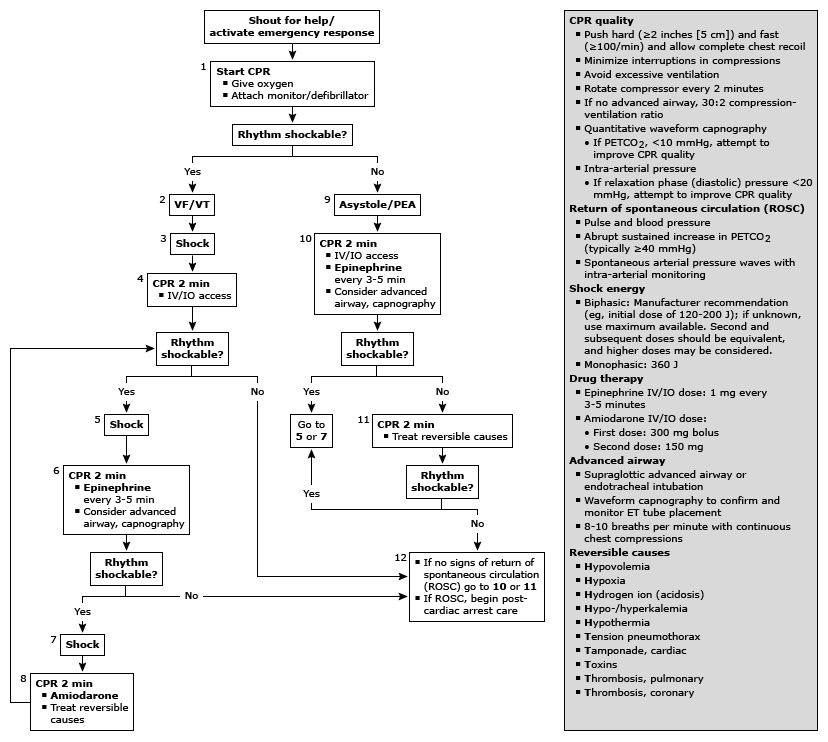 Shout for help/
activate emergency response
1
Start CPR
▪ Give oxygen
▪ Attach monitor/defibrillator
Rhythm shockable?
Yes
No
2
VF/VT
3
Shock
4
CPR 2 min
▪ IV/IO access
Rhythm
shockable?
Yes
No
5
Shock
6
CPR 2 min
▪ Epinephrine
every 3-5 min
▪ Consider advanced
airway, capnography
Rhythm
shockable?
No
Yes
7
Shock
8
CPR 2 min
▪ Amiodarone
▪ Treat reversible
causes
9
Asystole/PEA
10
CPR 2 min
▪ IV/IO access
▪ Epinephrine
every 3-5 min
▪ Consider advanced
airway, capnography
Rhythm
shockable?
Yes
No
Go to
5 or 7
11
CPR 2 min
▪ Treat reversible causes
Rhythm
shockable?
Yes
No
12
▪ If no signs of return of
spontaneous circulation
(ROSC) go to 10 or 11
▪ If ROSC, begin post-
cardiac arrest care
CPR quality
▪ Push hard (≥2 inches [5 cm]) and fast
(≥100/min) and allow complete chest recoil
▪ Minimize interruptions in compressions
▪ Avoid excessive ventilation
▪ Rotate compressor every 2 minutes
▪ If no advanced airway, 30:2 compression-
ventilation ratio
▪ Quantitative waveform capnography
• If PETCO2, <10 mmHg, attempt to
improve CPR quality
▪ Intra-arterial pressure
• If relaxation phase (diastolic) pressure <20
mmHg, attempt to improve CPR quality
Return of spontaneous circulation (ROSC)
▪ Pulse and blood pressure
▪ Abrupt sustained increase in PETCO2
(typically ≥40 mmHg)
▪ Spontaneous arterial pressure waves with
intra-arterial monitoring
Shock energy
▪ Biphasic: Manufacturer recommendation
(eg, initial dose of 120-200 J); if unknown,
use maximum available. Second and
subsequent doses should be equivalent,
and higher doses may be considered.
▪ Monophasic: 360 J
Drug therapy
▪ Epinephrine IV/IO dose: 1 mg every
3-5 minutes
▪ Amiodarone IV/IO dose:
• First dose: 300 mg bolus
• Second dose: 150 mg
Advanced airway
▪ Supraglottic advanced airway or
endotracheal intubation
▪ Waveform capnography to confirm and
monitor ET tube placement
▪ 8-10 breaths per minute with continuous
chest compressions
Reversible causes
▪ Hypovolemia
▪ Hypoxia
▪ Hydrogen ion (acidosis)
▪ Hypo-/hyperkalemia
▪ Hypothermia
▪ Tension pneumothorax
▪ Tamponade, cardiac
▪ Toxins
▪ Thrombosis, pulmonary
▪ Thrombosis, coronary